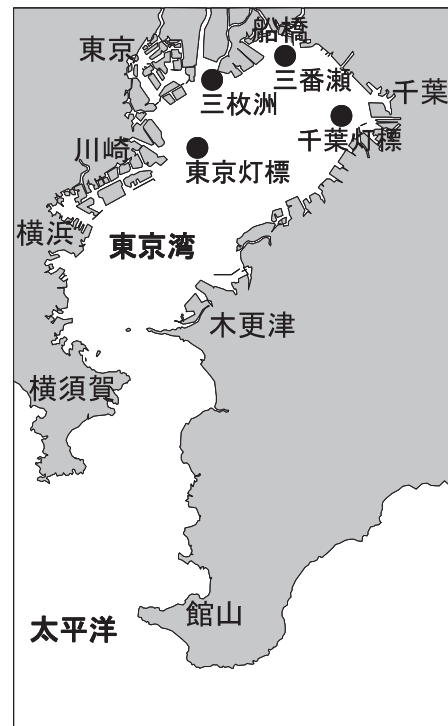 船橋
東京
三番瀬
千葉
三枚洲
千葉灯標
川崎
東京灯標
横浜
東京湾
木更津
横須賀
館山
太平洋